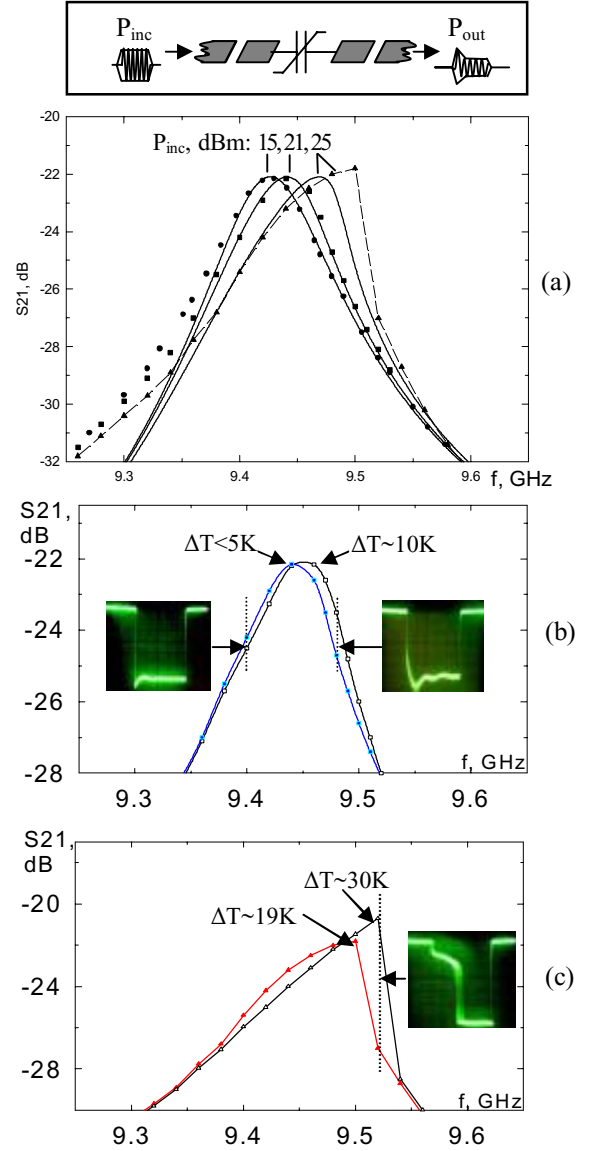 P_inc P_out
-20
-22
-24
-26
-28
-30
-32
S21, dB
P_inc, dBm: 15,21,25
(a)
9.3 9.4 9.5 f, GHz 9.6
S21,
dB
-22
-24
-26
-28
ΔT<5K ΔT~10K
(b)
f, GHz
9.3 9.4 9.5 9.6
S21,
dB
-20
-24
-28
ΔT~30K
ΔT~19K
(c)
f, GHz
9.3 9.4 9.5 9.6